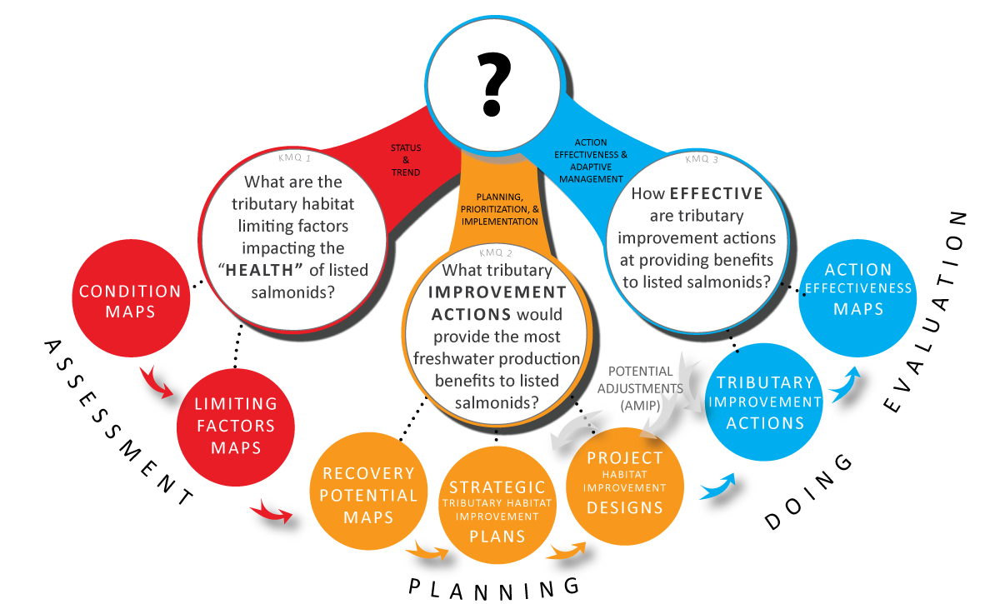 ?
STATUS
&
TREND
ACTION
EFFECTIVENESS &
ADAPTIVE
MANAGEMENT
PLANNING,
PRIORITIZATION, &
IMPLEMENTATION
KMQ 1
What are the
tributary habitat
limiting factors
impacting the
“HEALTH” of listed
salmonids?
KMQ 2
What tributary
IMPROVEMENT
ACTIONS would
provide the most
freshwater production
benefits to listed
salmonids?
KMQ 3
How EFFECTIVE
are tributary
improvement actions
at providing benefits
to listed salmonids?
CONDITION
MAPS
LIMITING
FACTORS
MAPS
RECOVERY
POTENTIAL
MAPS
STRATEGIC
TRIBUTARY HABITAT
IMPROVEMENT
PLANS
PROJECT
HABITAT
IMPROVEMENT
DESIGNS
POTENTIAL
ADJUSTMENTS
(AMIP)
TRIBUTARY
IMPROVEMENT
ACTIONS
ACTION
EFFECTIVENESS
MAPS
ASSESSMENT
PLANNING
DOING
EVALUATION